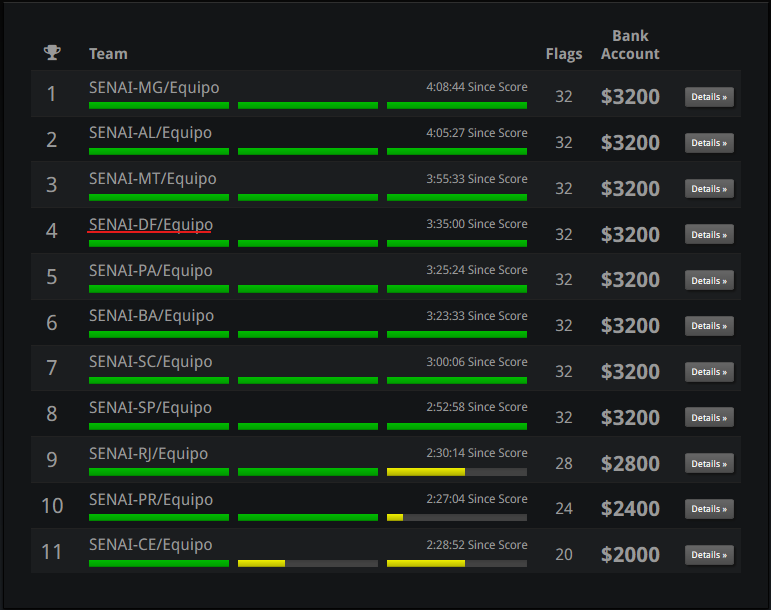 Team Flags Bank Account
1 SENAI-MG/Equipo 4:08:44 Since Score 32 $3200 Details »
2 SENAI-AL/Equipo 4:05:27 Since Score 32 $3200 Details »
3 SENAI-MT/Equipo 3:55:33 Since Score 32 $3200 Details »
4 SENAI-DF/Equipo 3:35:00 Since Score 32 $3200 Details »
5 SENAI-PA/Equipo 3:25:24 Since Score 32 $3200 Details »
6 SENAI-BA/Equipo 3:23:33 Since Score 32 $3200 Details »
7 SENAI-SC/Equipo 3:00:06 Since Score 32 $3200 Details »
8 SENAI-SP/Equipo 2:52:58 Since Score 32 $3200 Details »
9 SENAI-RJ/Equipo 2:30:14 Since Score 28 $2800 Details »
10 SENAI-PR/Equipo 2:27:04 Since Score 24 $2400 Details »
11 SENAI-CE/Equipo 2:28:52 Since Score 20 $2000 Details »